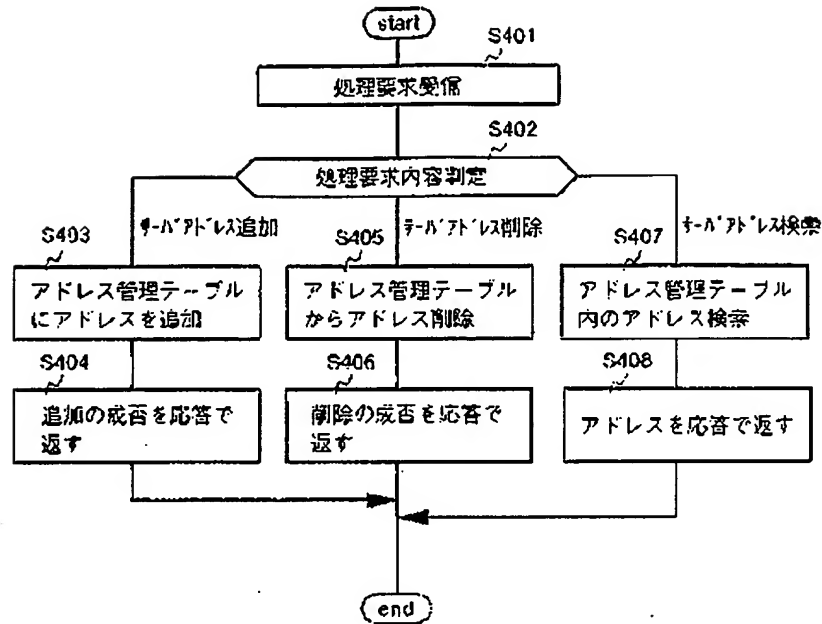 start
S401
処理要求受信
S402
処理要求内容判定
サーバアドレス追加
サーバアドレス削除
サーバアドレス検索
S403
アドレス管理テーブル
にアドレスを追加
S405
アドレス管理テーブル
からアドレス削除
S407
アドレス管理テーブル
内のアドレス検索
S404
追加の成否を応答で
返す
S406
削除の成否を応答で
返す
S408
アドレスを応答で返す
end